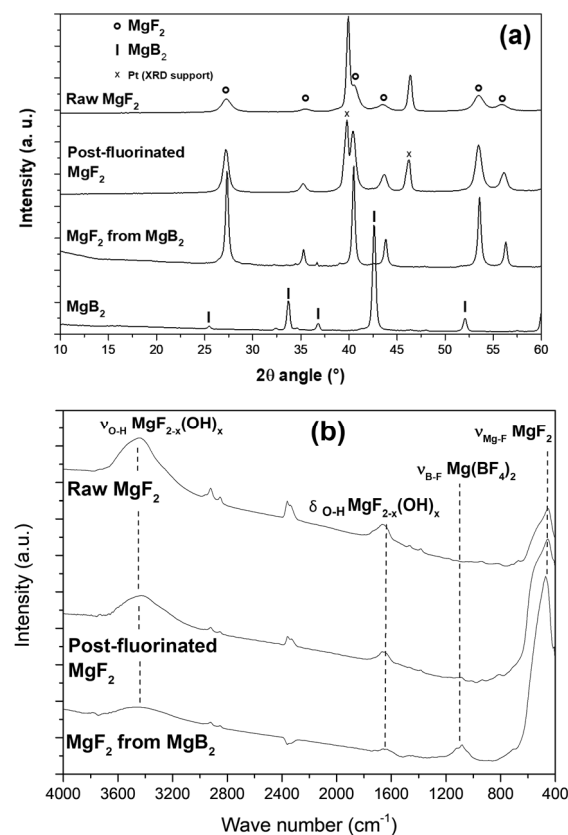 (a)
MgF₂
MgB₂
x Pt (XRD support)
Raw MgF₂
x
Post-fluorinated
MgF₂
x
MgF₂ from MgB₂
MgB₂
Intensity (a. u.)
10 15 20 25 30 35 40 45 50 55 60
2θ angle (°)
(b)
ν_O-H MgF₂₋ₓ(OH)ₓ
ν_Mg-F MgF₂
ν_B-F Mg(BF₄)₂
Raw MgF₂
δ O-H MgF₂₋ₓ(OH)ₓ
Post-fluorinated
MgF₂
MgF₂ from MgB₂
Intensity (a.u.)
4000 3600 3200 2800 2400 2000 1600 1200 800 400
Wave number (cm⁻¹)